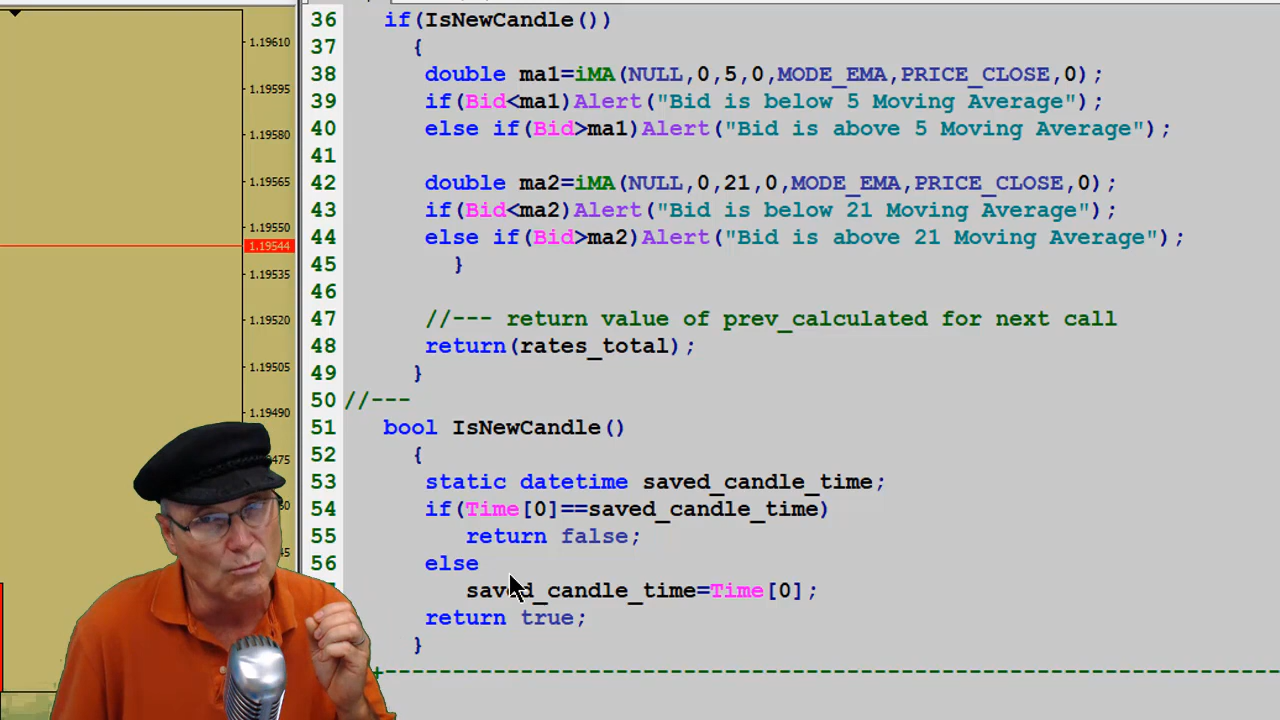 1.19610
1.19595
1.19580
1.19565
1.19550
1.19544
1.19535
1.19520
1.19505
1.19490
475
45
36 if(IsNewCandle())
37 {
38 double ma1=iMA(NULL,0,5,0,MODE_EMA,PRICE_CLOSE,0);
39 if(Bid<ma1)Alert("Bid is below 5 Moving Average");
40 else if(Bid>ma1)Alert("Bid is above 5 Moving Average");
41
42 double ma2=iMA(NULL,0,21,0,MODE_EMA,PRICE_CLOSE,0);
43 if(Bid<ma2)Alert("Bid is below 21 Moving Average");
44 else if(Bid>ma2)Alert("Bid is above 21 Moving Average");
45 }
46
47 //--- return value of prev_calculated for next call
48 return(rates_total);
49 }
50 //---
51 bool IsNewCandle()
52 {
53 static datetime saved_candle_time;
54 if(Time[0]==saved_candle_time)
55 return false;
56 else
saved_candle_time=Time[0];
return true;
}